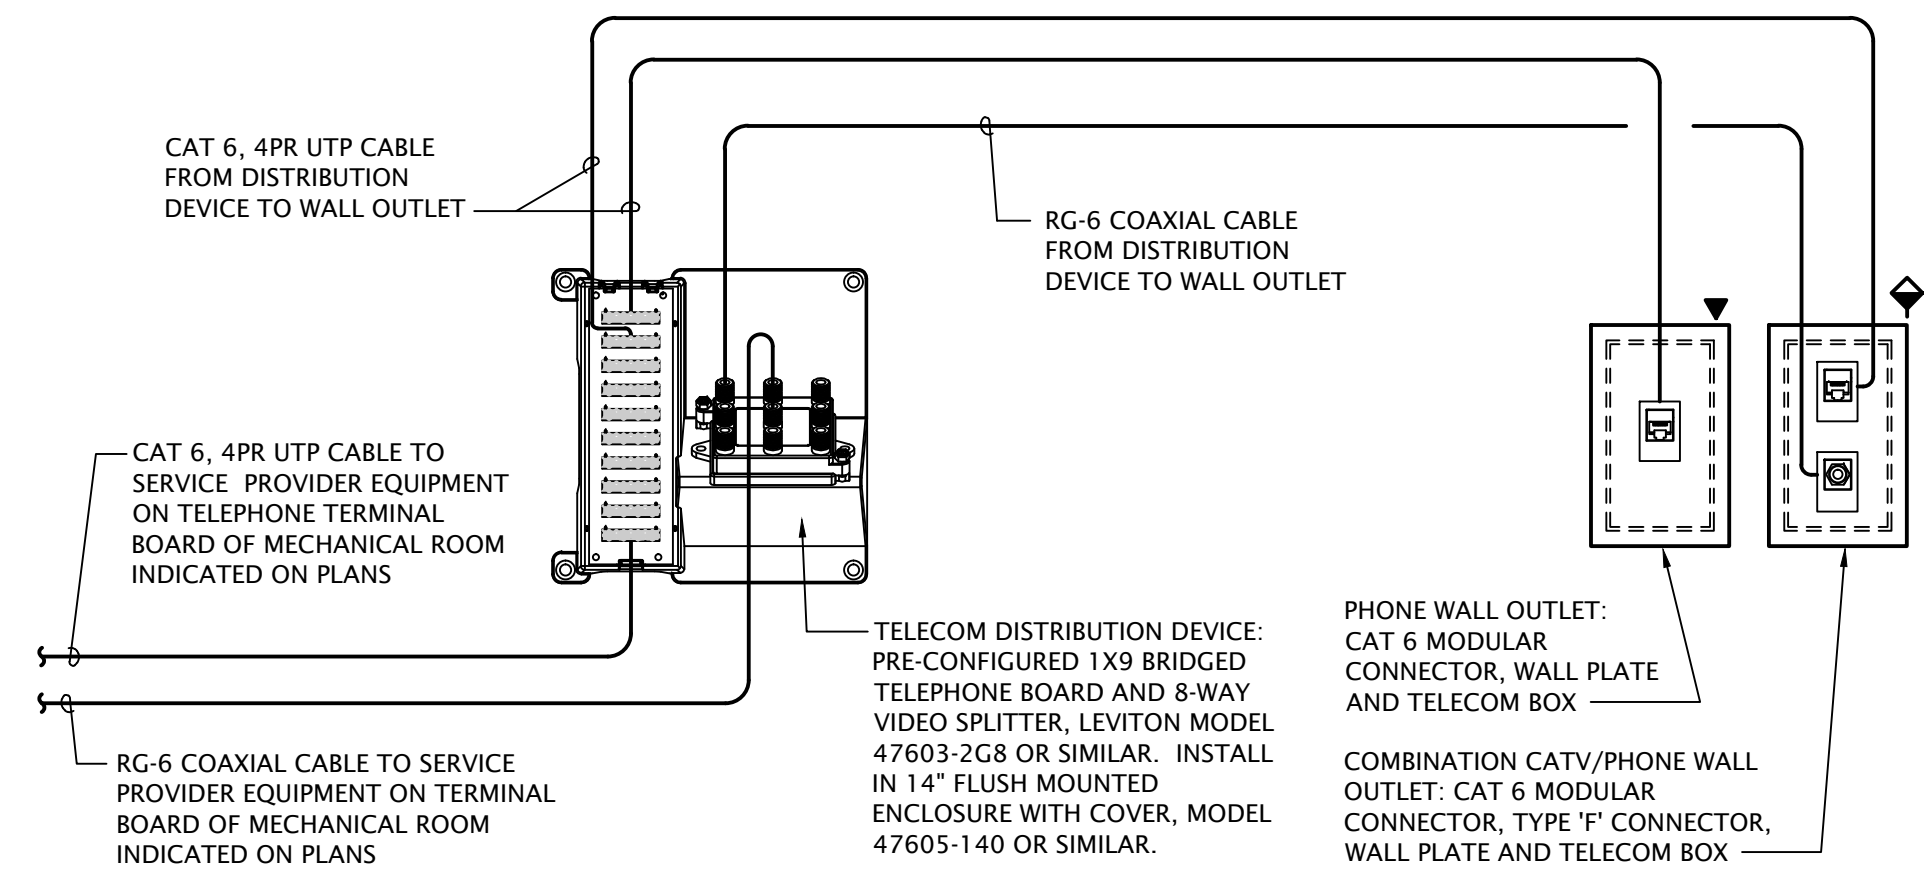 CAT 6, 4PR UTP CABLE
FROM DISTRIBUTION
DEVICE TO WALL OUTLET
RG-6 COAXIAL CABLE
FROM DISTRIBUTION
DEVICE TO WALL OUTLET
CAT 6, 4PR UTP CABLE TO
SERVICE PROVIDER EQUIPMENT
ON TELEPHONE TERMINAL
BOARD OF MECHANICAL ROOM
INDICATED ON PLANS
RG-6 COAXIAL CABLE TO SERVICE
PROVIDER EQUIPMENT ON TERMINAL
BOARD OF MECHANICAL ROOM
INDICATED ON PLANS
TELECOM DISTRIBUTION DEVICE:
PRE-CONFIGURED 1X9 BRIDGED
TELEPHONE BOARD AND 8-WAY
VIDEO SPLITTER, LEVITON MODEL
47603-2G8 OR SIMILAR. INSTALL
IN 14" FLUSH MOUNTED
ENCLOSURE WITH COVER, MODEL
47605-140 OR SIMILAR.
PHONE WALL OUTLET:
CAT 6 MODULAR
CONNECTOR, WALL PLATE
AND TELECOM BOX
COMBINATION CATV/PHONE WALL
OUTLET: CAT 6 MODULAR
CONNECTOR, TYPE 'F' CONNECTOR,
WALL PLATE AND TELECOM BOX